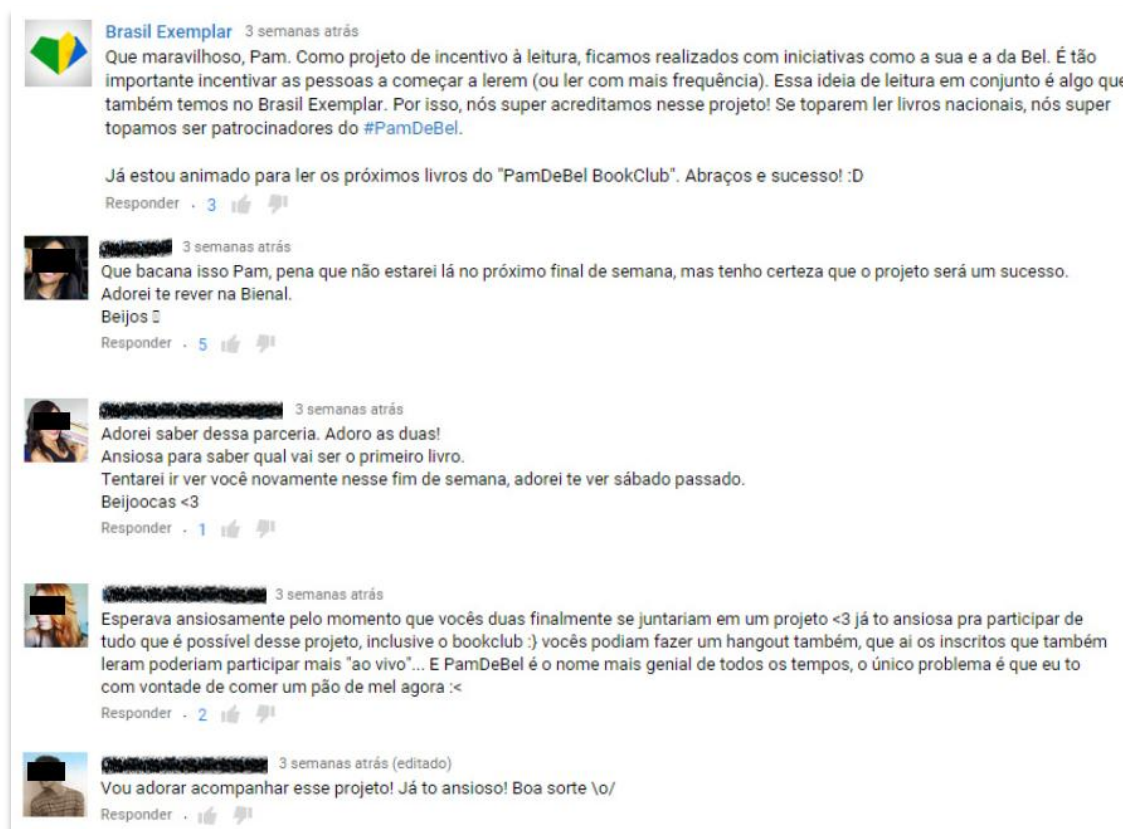 Brasil Exemplar 3 semanas atrás
Que maravilhoso, Pam. Como projeto de incentivo à leitura, ficamos realizados com iniciativas como a sua e a da Bel. É tão
importante incentivar as pessoas a começar a lerem (ou ler com mais frequência). Essa ideia de leitura em conjunto é algo que
também temos no Brasil Exemplar. Por isso, nós super acreditamos nesse projeto! Se toparem ler livros nacionais, nós super
topamos ser patrocinadores do #PamDeBel.
Já estou animado para ler os próximos livros do "PamDeBel BookClub". Abraços e sucesso! :D
Responder · 3
3 semanas atrás
Que bacana isso Pam, pena que não estarei lá no próximo final de semana, mas tenho certeza que o projeto será um sucesso.
Adorei te rever na Bienal.
Beijos
Responder · 5
3 semanas atrás
Adorei saber dessa parceria. Adoro as duas!
Ansiosa para saber qual vai ser o primeiro livro.
Tentarei ir ver você novamente nesse fim de semana, adorei te ver sábado passado.
Beijoocas <3
Responder · 1
3 semanas atrás
Esperava ansiosamente pelo momento que vocês duas finalmente se juntariam em um projeto <3 já to ansiosa pra participar de
tudo que é possível desse projeto, inclusive o bookclub :} vocês podiam fazer um hangout também, que ai os inscritos que também
leram poderiam participar mais "ao vivo"... E PamDeBel é o nome mais genial de todos os tempos, o único problema é que eu to
com vontade de comer um pão de mel agora :<
Responder · 2
3 semanas atrás (editado)
Vou adorar acompanhar esse projeto! Já to ansioso! Boa sorte \o/
Responder ·